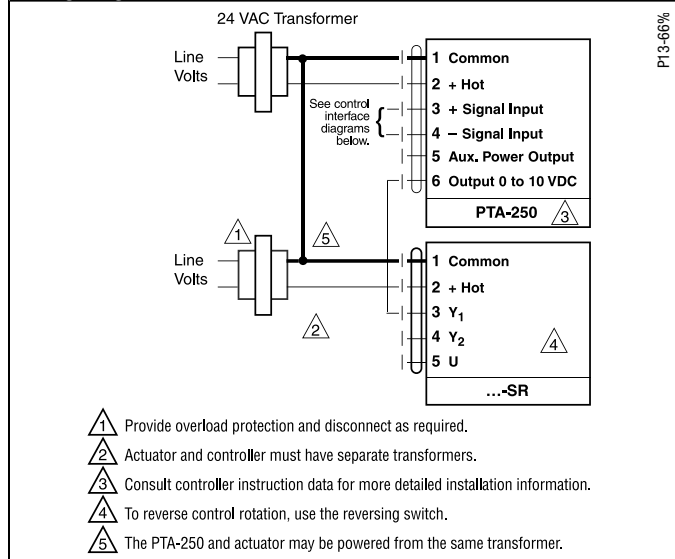 24 VAC Transformer
P13-66%
Line
Volts
1 Common
2 + Hot
See control
interface
diagrams
below.
{
3 + Signal Input
4 – Signal Input
5 Aux. Power Output
6 Output 0 to 10 VDC
PTA-250 3
1
5
Line
Volts
1 Common
2 + Hot
3 Y₁
4 Y₂
5 U
2
4
...-SR
1 Provide overload protection and disconnect as required.
2 Actuator and controller must have separate transformers.
3 Consult controller instruction data for more detailed installation information.
4 To reverse control rotation, use the reversing switch.
5 The PTA-250 and actuator may be powered from the same transformer.